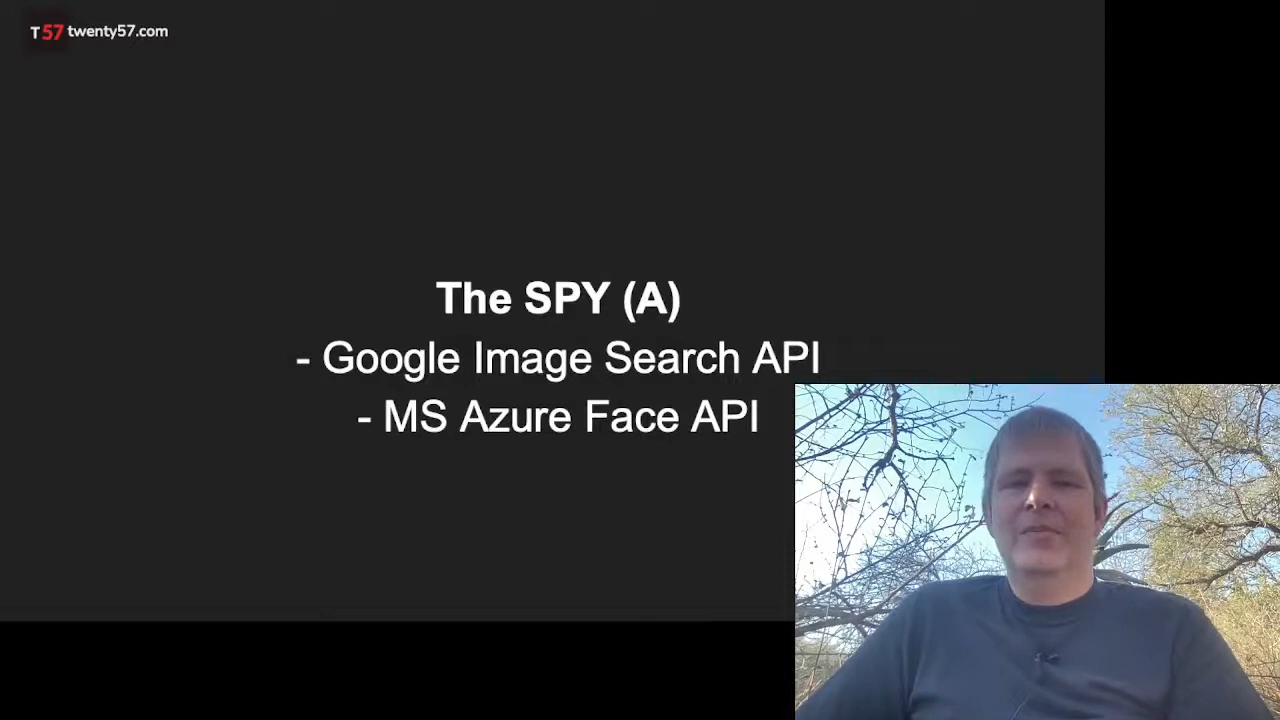 T57 twenty57.com
The SPY (A)
- Google Image Search API
- MS Azure Face API